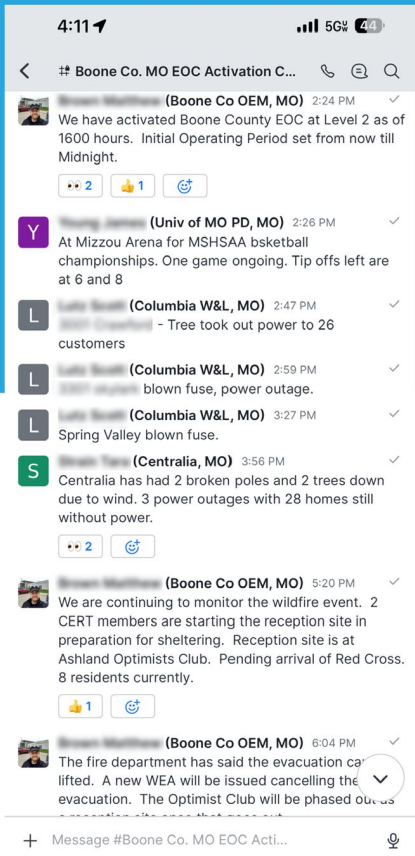 4:11
5G UW 44
# Boone Co. MO EOC Activation C...
(Boone Co OEM, MO) 2:24 PM
We have activated Boone County EOC at Level 2 as of
1600 hours. Initial Operating Period set from now till
Midnight.
👀 2 👍 1
Y
(Univ of MO PD, MO) 2:26 PM
At Mizzou Arena for MSHSAA bsketball
championships. One game ongoing. Tip offs left are
at 6 and 8
L
(Columbia W&L, MO) 2:47 PM
- Tree took out power to 26
customers
L
(Columbia W&L, MO) 2:59 PM
blown fuse, power outage.
L
(Columbia W&L, MO) 3:27 PM
Spring Valley blown fuse.
S
(Centralia, MO) 3:56 PM
Centralia has had 2 broken poles and 2 trees down
due to wind. 3 power outages with 28 homes still
without power.
👀 2
(Boone Co OEM, MO) 5:20 PM
We are continuing to monitor the wildfire event. 2
CERT members are starting the reception site in
preparation for sheltering. Reception site is at
Ashland Optimists Club. Pending arrival of Red Cross.
8 residents currently.
👍 1
(Boone Co OEM, MO) 6:04 PM
The fire department has said the evacuation
lifted. A new WEA will be issued cancelling the
evacuation. The Optimist Club will be phased out
Message #Boone Co. MO EOC Acti...